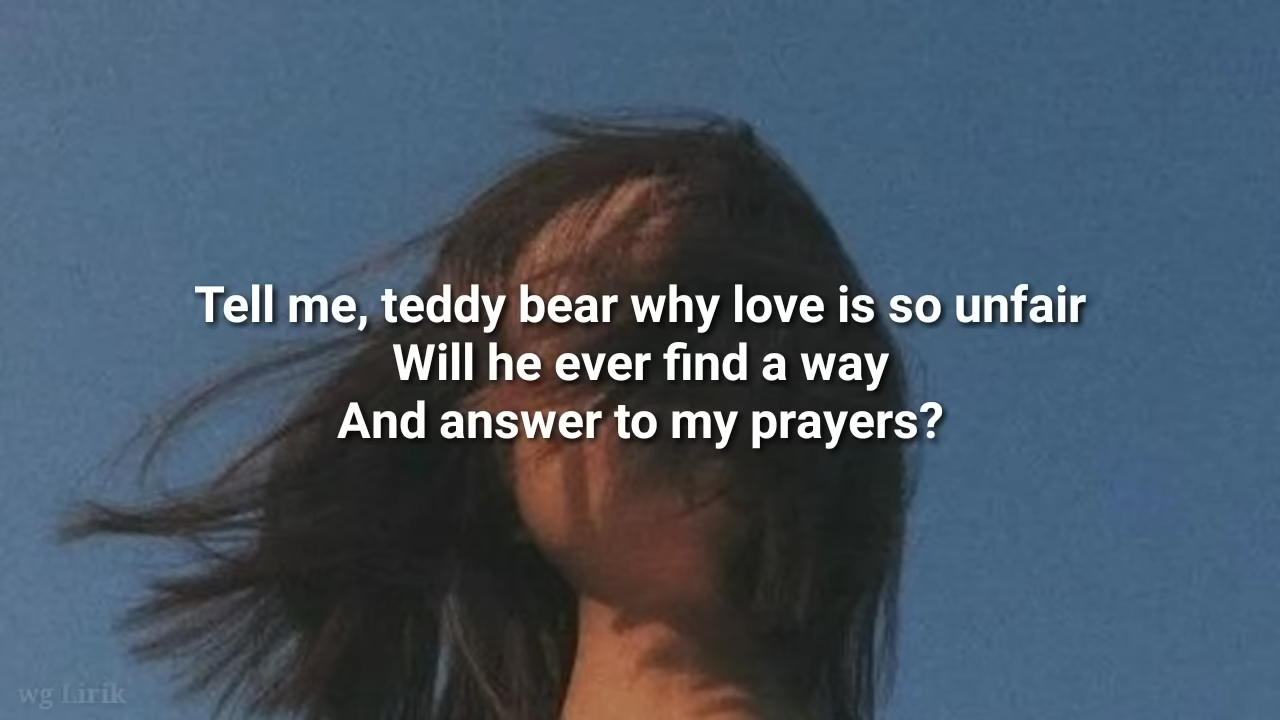 Tell me, teddy bear why love is so unfair
Will he ever find a way
And answer to my prayers?
wg Lirik